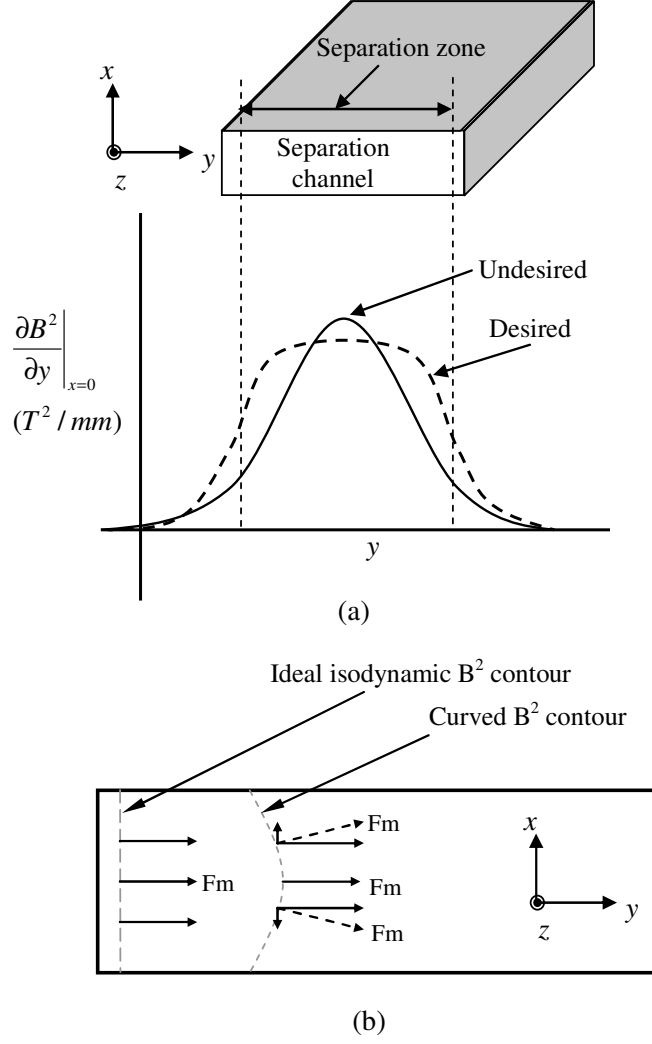 Separation zone
x
y
z
Separation
channel
Undesired
Desired
∂B²/∂y|x=0
(T² / mm)
y
(a)
Ideal isodynamic B² contour
Curved B² contour
Fm
Fm
Fm
Fm
x
y
z
(b)